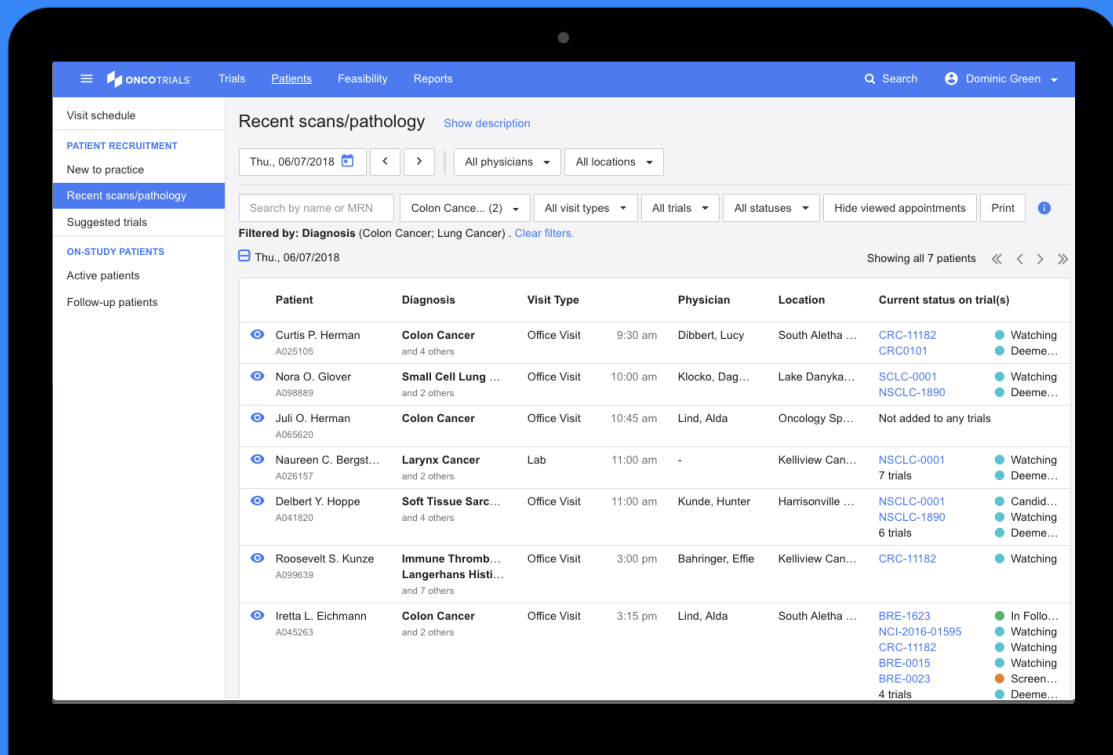 ONCOTRIALS Trials Patients Feasibility Reports Search Dominic Green
Visit schedule
PATIENT RECRUITMENT
New to practice
Recent scans/pathology
Suggested trials
ON-STUDY PATIENTS
Active patients
Follow-up patients
Recent scans/pathology Show description
Thu., 06/07/2018 All physicians All locations
Search by name or MRN Colon Cance... (2) All visit types All trials All statuses Hide viewed appointments Print
Filtered by: Diagnosis (Colon Cancer; Lung Cancer) . Clear filters.
Thu., 06/07/2018 Showing all 7 patients
Patient Diagnosis Visit Type Physician Location Current status on trial(s)
Curtis P. Herman Colon Cancer Office Visit 9:30 am Dibbert, Lucy South Aletha ... CRC-11182 Watching
A025105 and 4 others CRC0101 Deeme...
Nora O. Glover Small Cell Lung ... Office Visit 10:00 am Klocko, Dag... Lake Danyka... SCLC-0001 Watching
A098889 and 2 others NSCLC-1890 Deeme...
Juli O. Herman Colon Cancer Office Visit 10:45 am Lind, Alda Oncology Sp... Not added to any trials
A065620
Naureen C. Bergst... Larynx Cancer Lab 11:00 am - Kelliview Can... NSCLC-0001 Watching
A026157 and 2 others 7 trials Deeme...
Delbert Y. Hoppe Soft Tissue Sarc... Office Visit 11:00 am Kunde, Hunter Harrisonville ... NSCLC-0001 Candid...
A041820 and 4 others NSCLC-1890 Watching
6 trials Deeme...
Roosevelt S. Kunze Immune Thromb... Office Visit 3:00 pm Bahringer, Effie Kelliview Can... CRC-11182 Watching
A099639 Langerhans Histi...
and 7 others
Iretta L. Eichmann Colon Cancer Office Visit 3:15 pm Lind, Alda South Aletha ... BRE-1623 In Follo...
A045263 and 2 others NCI-2016-01595 Watching
CRC-11182 Watching
BRE-0015 Watching
BRE-0023 Screen...
4 trials Deeme...